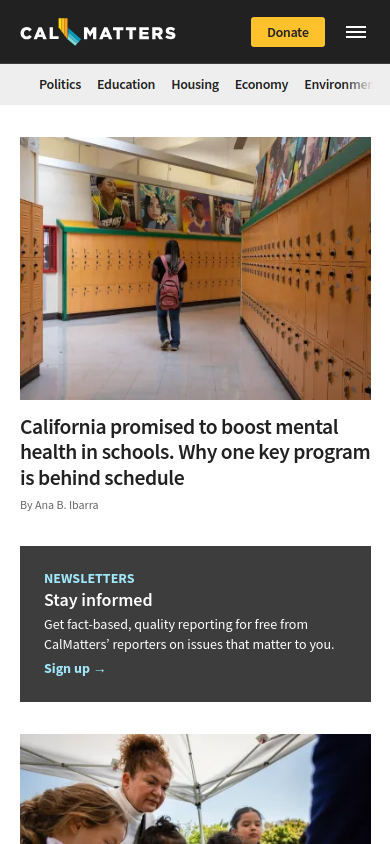 CAL MATTERS
Donate
Politics Education Housing Economy
California promised to boost mental
health in schools. Why one key program
is behind schedule
By Ana B. Ibarra
NEWSLETTERS
Stay informed
Get fact-based, quality reporting for free from
CalMatters’ reporters on issues that matter to you.
Sign up →